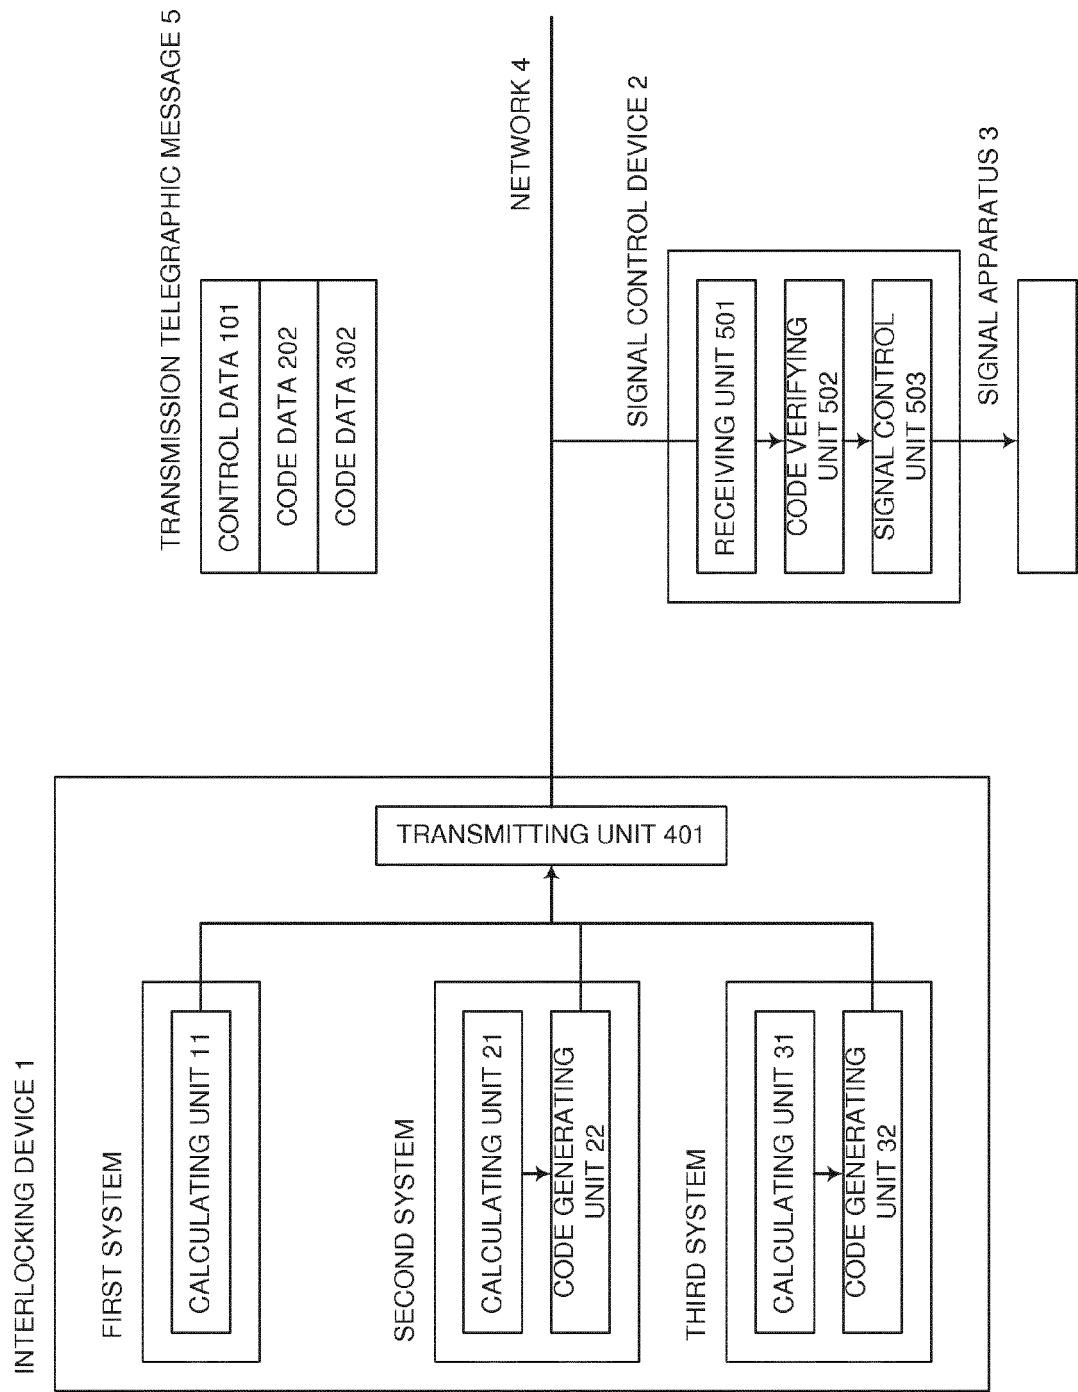 INTERLOCKING DEVICE 1
FIRST SYSTEM
CALCULATING UNIT 11
SECOND SYSTEM
CALCULATING UNIT 21
CODE GENERATING
UNIT 22
THIRD SYSTEM
CALCULATING UNIT 31
CODE GENERATING
UNIT 32
TRANSMITTING UNIT 401
TRANSMISSION TELEGRAPHIC MESSAGE 5
CONTROL DATA 101
CODE DATA 202
CODE DATA 302
NETWORK 4
SIGNAL CONTROL DEVICE 2
RECEIVING UNIT 501
CODE VERIFYING
UNIT 502
SIGNAL CONTROL
UNIT 503
SIGNAL APPARATUS 3